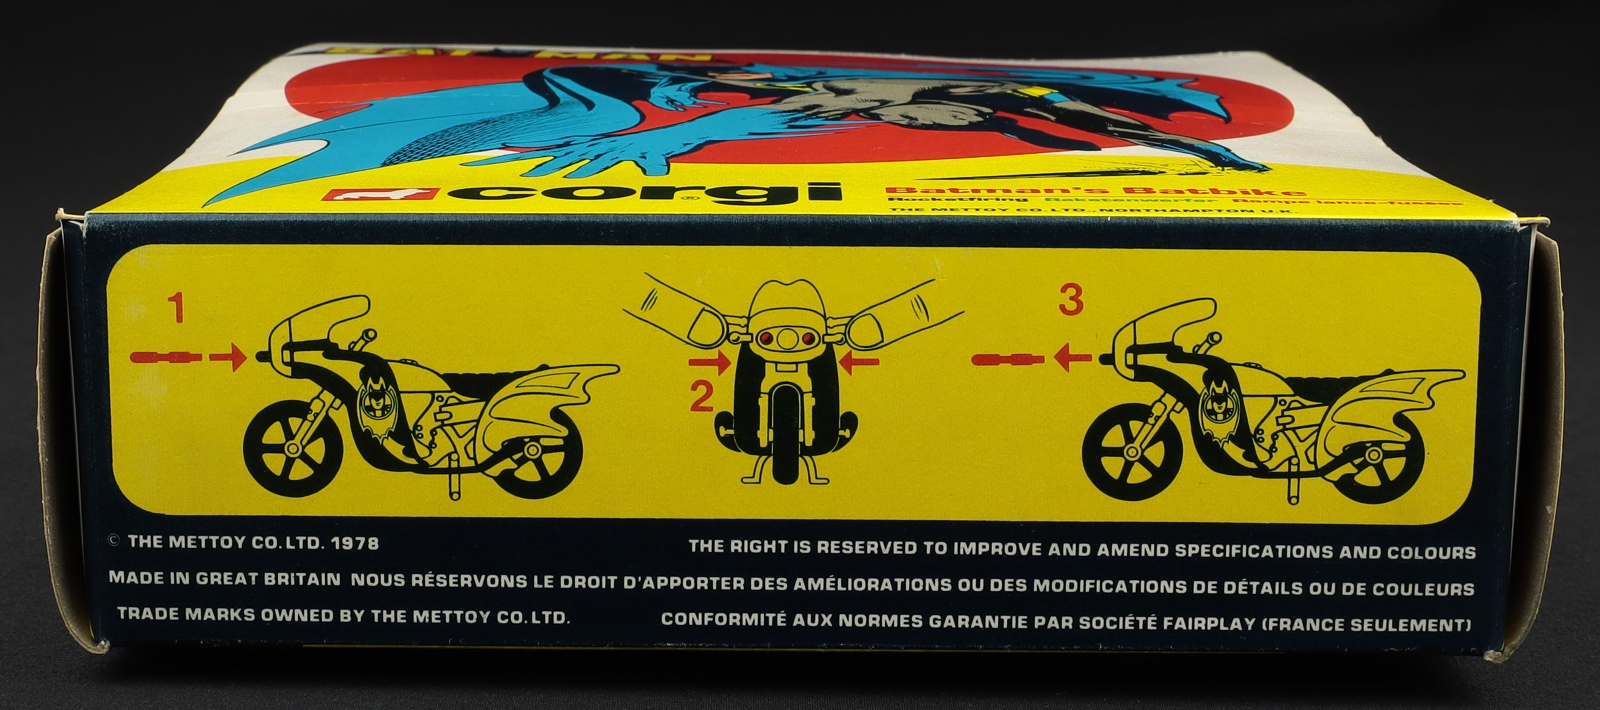 BATMAN
corgi ®
Batman's Batbike
Rocketfiring Raketenwerfer Rampe lance-fusées
THE METTOY CO. LTD., NORTHAMPTON U.K.
1
2
3
© THE METTOY CO. LTD. 1978
THE RIGHT IS RESERVED TO IMPROVE AND AMEND SPECIFICATIONS AND COLOURS
MADE IN GREAT BRITAIN NOUS RÉSERVONS LE DROIT D'APPORTER DES AMÉLIORATIONS OU DES MODIFICATIONS DE DÉTAILS OU DE COULEURS
TRADE MARKS OWNED BY THE METTOY CO. LTD.
CONFORMITÉ AUX NORMES GARANTIE PAR SOCIÉTÉ FAIRPLAY (FRANCE SEULEMENT)